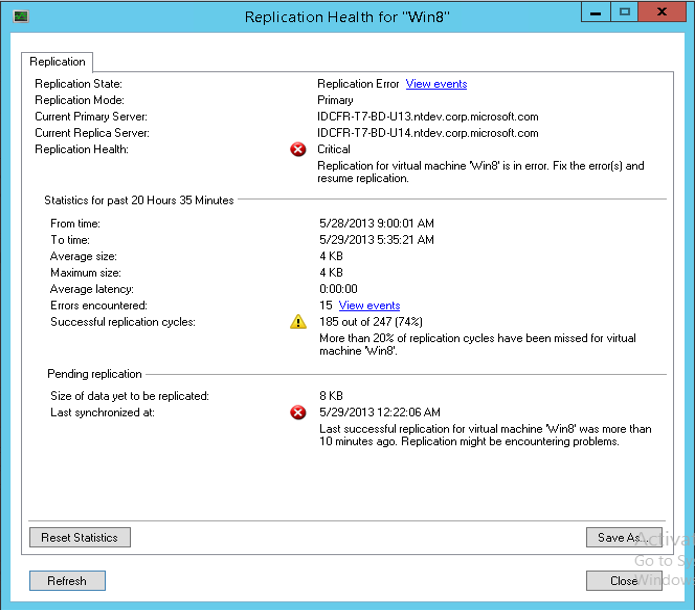 Replication Health for "Win8"
Replication
Replication State: Replication Error View events
Replication Mode: Primary
Current Primary Server: IDCFR-T7-BD-U13.ntdev.corp.microsoft.com
Current Replica Server: IDCFR-T7-BD-U14.ntdev.corp.microsoft.com
Replication Health: Critical
Replication for virtual machine 'Win8' is in error. Fix the error(s) and
resume replication.
Statistics for past 20 Hours 35 Minutes
From time: 5/28/2013 9:00:01 AM
To time: 5/29/2013 5:35:21 AM
Average size: 4 KB
Maximum size: 4 KB
Average latency: 0:00:00
Errors encountered: 15 View events
Successful replication cycles: 185 out of 247 (74%)
More than 20% of replication cycles have been missed for virtual
machine 'Win8'.
Pending replication
Size of data yet to be replicated: 8 KB
Last synchronized at: 5/29/2013 12:22:06 AM
Last successful replication for virtual machine 'Win8' was more than
10 minutes ago. Replication might be encountering problems.
Reset Statistics Save As...
Activa
Go to Sy
Refresh Close
Window